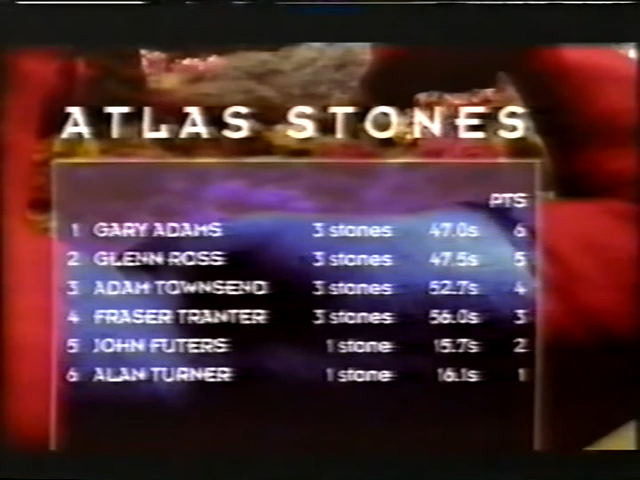 ATLAS STONES
PTS
1 GARY ADAMS 3 stones 47.0s 6
2 GLENN ROSS 3 stones 47.5s 5
3 ADAM TOWNSEND 3 stones 52.7s 4
4 FRASER TRANTER 3 stones 56.0s 3
5 JOHN FUTERS 1 stone 15.7s 2
6 ALAN TURNER 1 stone 16.1s 1